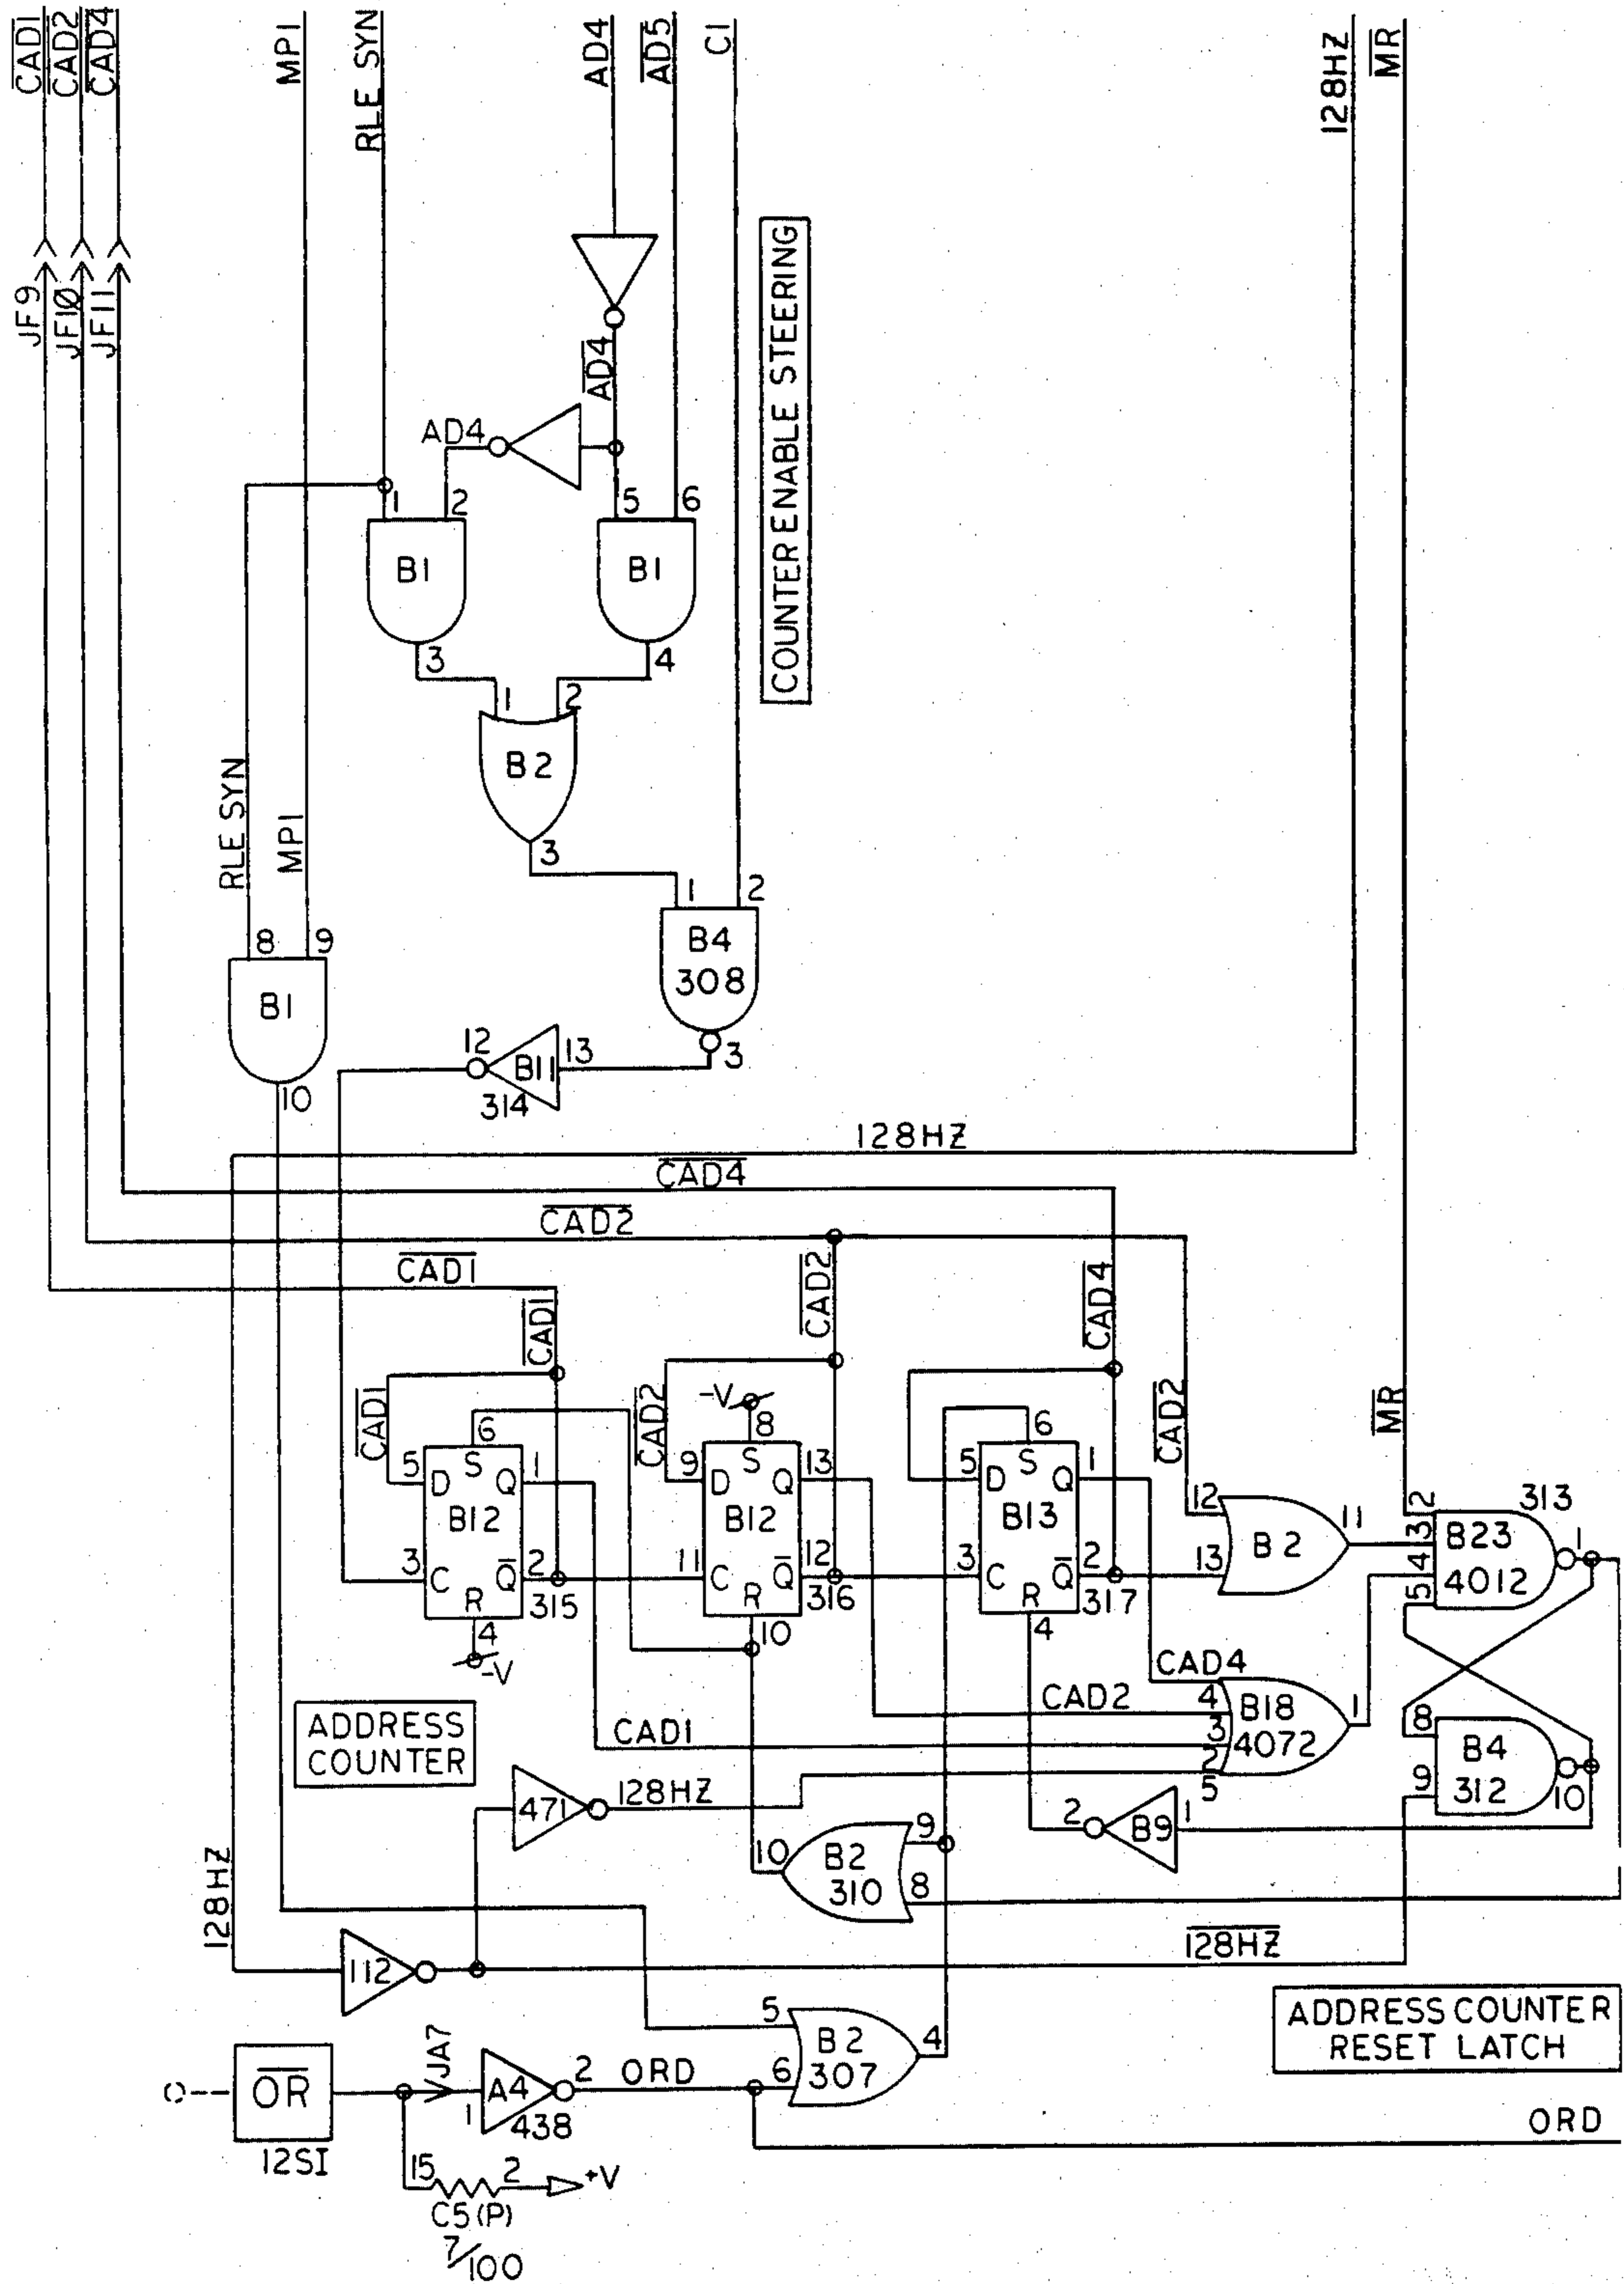 CAD1
CAD2
CAD4
MP1
RLE SYN
AD4
AD5
C1
128HZ
MR
JF9
JF10
JF11
AD4
AD4
COUNTER ENABLE STEERING
1
2
5
6
B1
B1
3
4
1
2
B2
3
RLE SYN
MP1
8
9
B1
10
1
2
B4
308
3
12
B11
13
314
128HZ
CAD4
CAD2
CAD1
CAD1
CAD2
CAD4
CAD1
CAD2
CAD2
MR
-V
6
8
6
5
D
S
Q
1
B12
3
C
R
Q
2
315
4
-V
9
D
S
Q
13
B12
11
C
R
Q
12
316
10
5
D
S
Q
1
B13
3
C
R
Q
2
317
4
12
13
B2
11
2
3
4
5
B23
4012
313
1
CAD4
CAD2
CAD1
4
3
2
5
B18
4072
1
8
9
B4
312
10
ADDRESS
COUNTER
471
128HZ
2
B9
1
10
B2
310
9
8
128HZ
112
128HZ
ADDRESS COUNTER
RESET LATCH
5
6
B2
307
4
OR
12SI
JA7
1
A4
438
2
ORD
ORD
15
2
+V
C5(P)
7/100